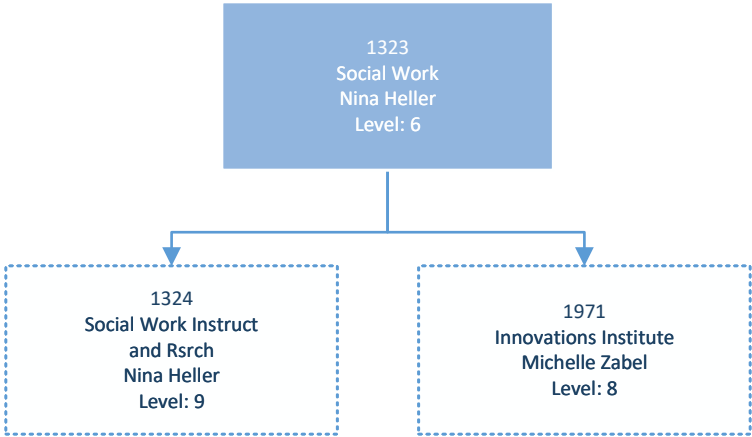 1323
Social Work
Nina Heller
Level: 6
1324
Social Work Instruct
and Rsrch
Nina Heller
Level: 9
1971
Innovations Institute
Michelle Zabel
Level: 8